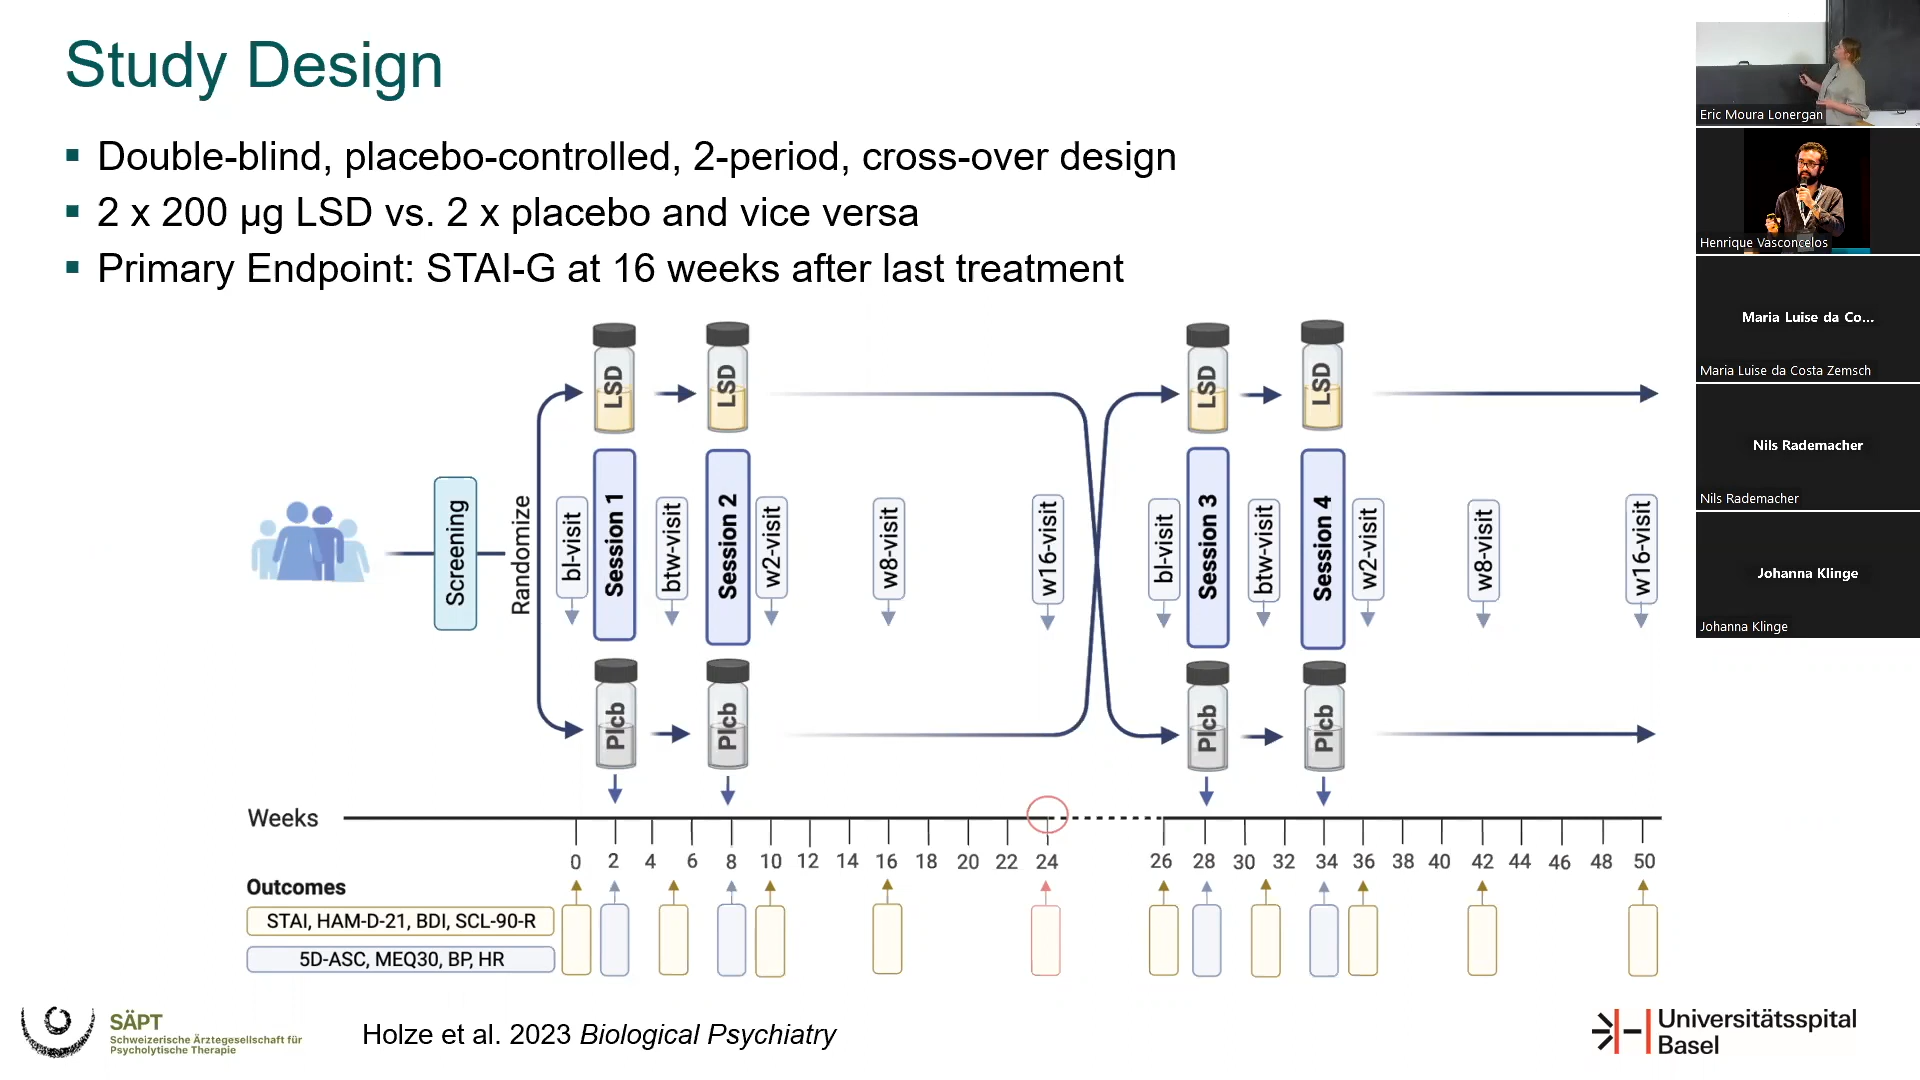 Study Design
Double-blind, placebo-controlled, 2-period, cross-over design
2 x 200 µg LSD vs. 2 x placebo and vice versa
Primary Endpoint: STAI-G at 16 weeks after last treatment
LSD
LSD
LSD
LSD
Screening
Randomize
bl-visit
Session 1
btw-visit
Session 2
w2-visit
w8-visit
w16-visit
bl-visit
Session 3
btw-visit
Session 4
w2-visit
w8-visit
w16-visit
Plcb
Plcb
Plcb
Plcb
Weeks
0 2 4 6 8 10 12 14 16 18 20 22 24 26 28 30 32 34 36 38 40 42 44 46 48 50
Outcomes
STAI, HAM-D-21, BDI, SCL-90-R
5D-ASC, MEQ30, BP, HR
SÄPT
Schweizerische Ärztegesellschaft für
Psycholytische Therapie
Holze et al. 2023 Biological Psychiatry
Universitätsspital
Basel
Eric Moura Lonergan
Henrique Vasconcelos
Maria Luise da Co...
Maria Luise da Costa Zemsch
Nils Rademacher
Nils Rademacher
Johanna Klinge
Johanna Klinge